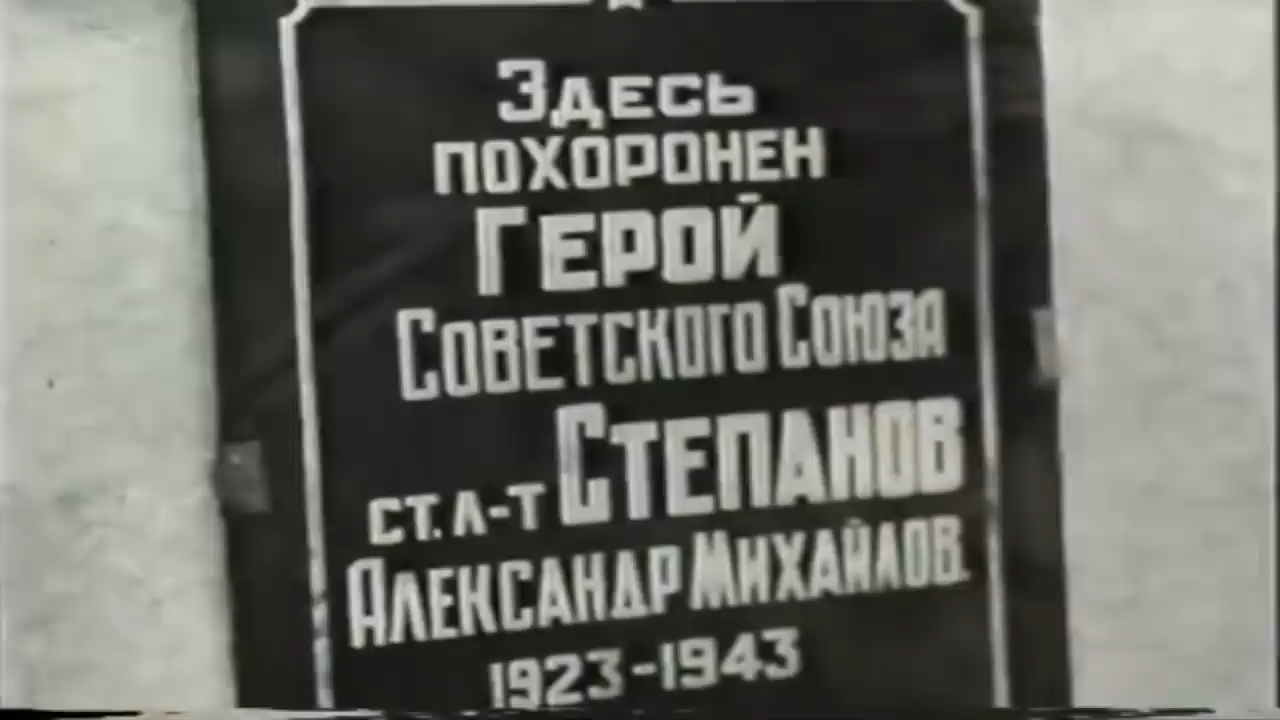 Здесь
похоронен
Герой
Советского Союза
ст. л-т Степанов
Александр Михайлов.
1923-1943